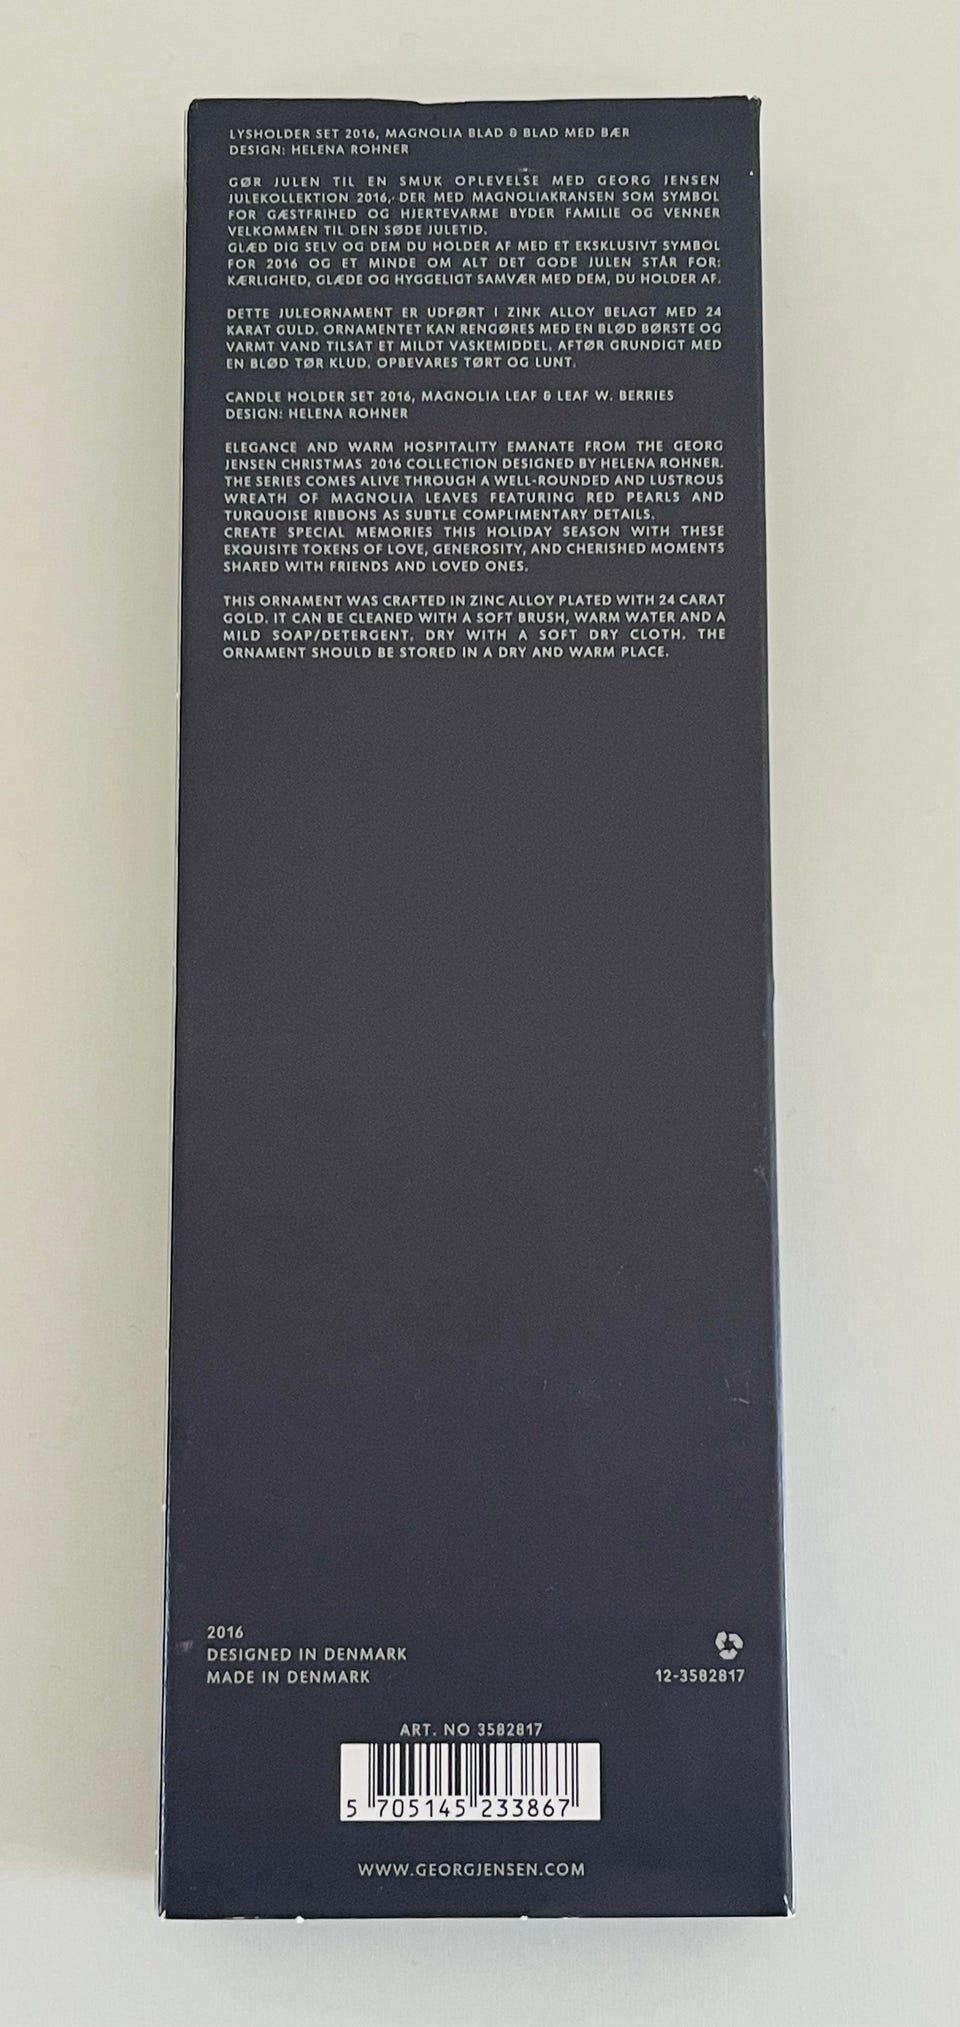 LYSHOLDER SET 2016, MAGNOLIA BLAD & BLAD MED BÆR
DESIGN: HELENA ROHNER
GØR JULEN TIL EN SMUK OPLEVELSE MED GEORG JENSEN
JULEKOLLEKTION 2016, DER MED MAGNOLIAKRANSEN SOM SYMBOL
FOR GÆSTFRIHED OG HJERTEVARME BYDER FAMILIE OG VENNER
VELKOMMEN TIL DEN SØDE JULETID.
GLÆD DIG SELV OG DEM DU HOLDER AF MED ET EKSKLUSIVT SYMBOL
FOR 2016 OG ET MINDE OM ALT DET GODE JULEN STÅR FOR:
KÆRLIGHED, GLÆDE OG HYGGELIGT SAMVÆR MED DEM, DU HOLDER AF.
DETTE JULEORNAMENT ER UDFØRT I ZINK ALLOY BELAGT MED 24
KARAT GULD. ORNAMENTET KAN RENGØRES MED EN BLØD BØRSTE OG
VARMT VAND TILSAT ET MILDT VASKEMIDDEL. AFTØR GRUNDIGT MED
EN BLØD TØR KLUD. OPBEVARES TØRT OG LUNT.
CANDLE HOLDER SET 2016, MAGNOLIA LEAF & LEAF W. BERRIES
DESIGN: HELENA ROHNER
ELEGANCE AND WARM HOSPITALITY EMANATE FROM THE GEORG
JENSEN CHRISTMAS 2016 COLLECTION DESIGNED BY HELENA ROHNER.
THE SERIES COMES ALIVE THROUGH A WELL-ROUNDED AND LUSTROUS
WREATH OF MAGNOLIA LEAVES FEATURING RED PEARLS AND
TURQUOISE RIBBONS AS SUBTLE COMPLIMENTARY DETAILS.
CREATE SPECIAL MEMORIES THIS HOLIDAY SEASON WITH THESE
EXQUISITE TOKENS OF LOVE, GENEROSITY, AND CHERISHED MOMENTS
SHARED WITH FRIENDS AND LOVED ONES.
THIS ORNAMENT WAS CRAFTED IN ZINC ALLOY PLATED WITH 24 CARAT
GOLD. IT CAN BE CLEANED WITH A SOFT BRUSH, WARM WATER AND A
MILD SOAP/DETERGENT. DRY WITH A SOFT DRY CLOTH. THE
ORNAMENT SHOULD BE STORED IN A DRY AND WARM PLACE.
2016
DESIGNED IN DENMARK
MADE IN DENMARK
12-3582817
ART. NO 3582817
5 705145 233867
WWW.GEORGJENSEN.COM